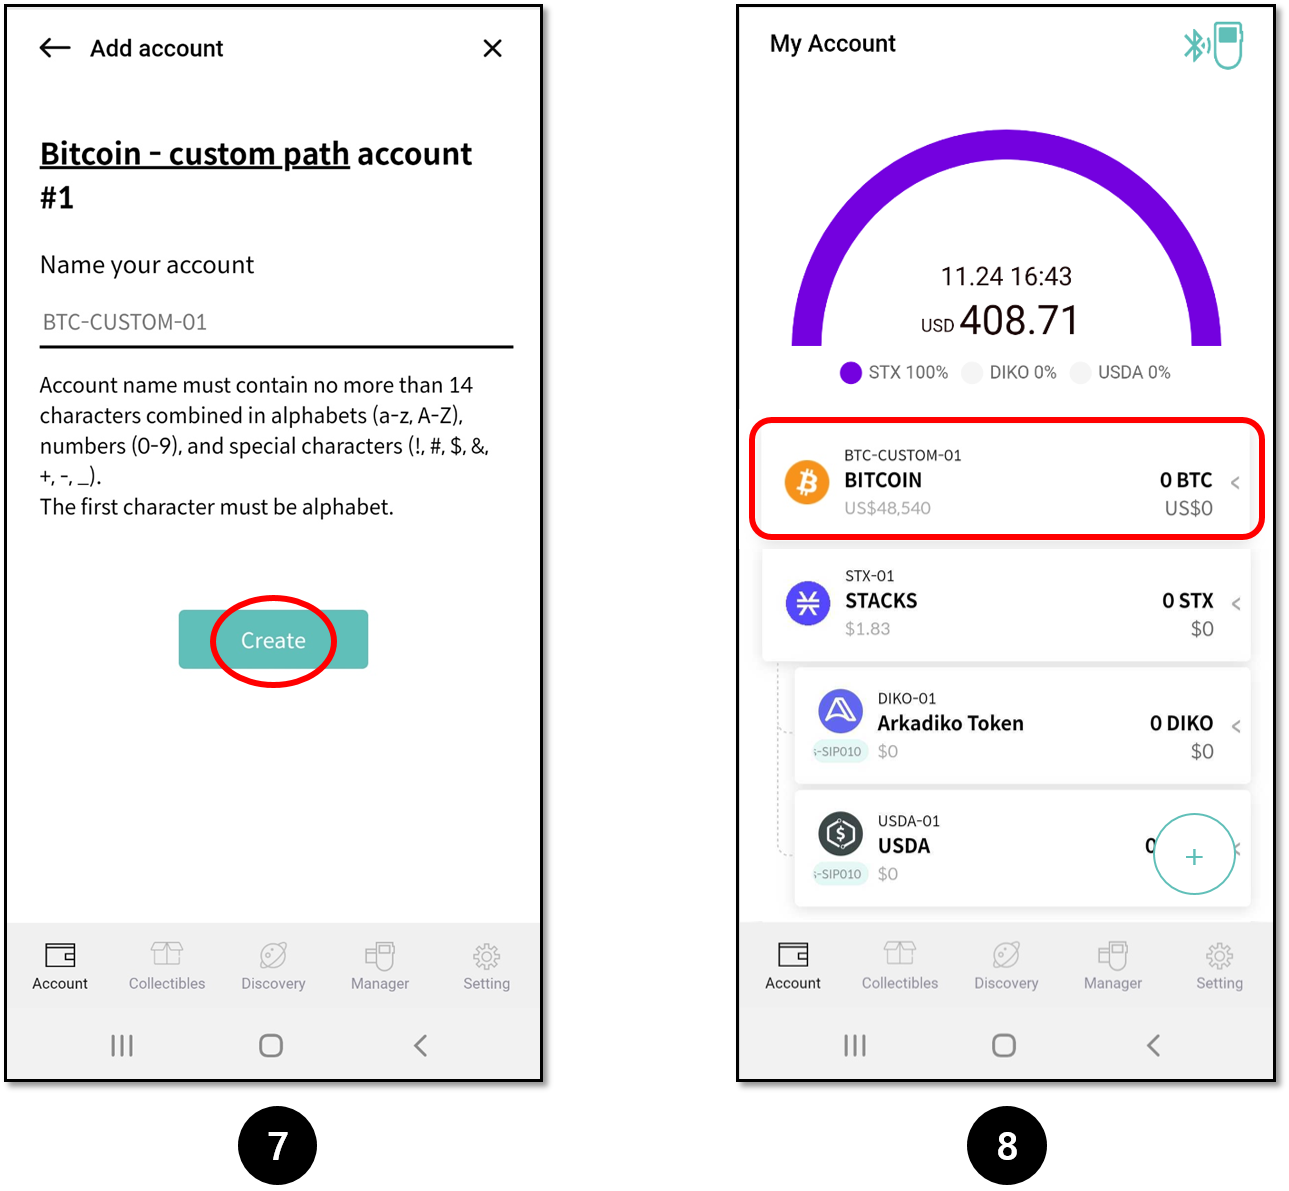 Add account
Bitcoin - custom path account
#1
Name your account
BTC-CUSTOM-01
Account name must contain no more than 14
characters combined in alphabets (a-z, A-Z),
numbers (0-9), and special characters (!, #, $, &,
+, -, _).
The first character must be alphabet.
Create
Account Collectibles Discovery Manager Setting
7
My Account
11.24 16:43
USD 408.71
STX 100% DIKO 0% USDA 0%
BTC-CUSTOM-01
BITCOIN 0 BTC <
US$48,540 US$0
STX-01
STACKS 0 STX <
$1.83 $0
DIKO-01
Arkadiko Token 0 DIKO <
-SIP010 $0 $0
USDA-01
USDA 0
+
-SIP010 $0
Account Collectibles Discovery Manager Setting
8